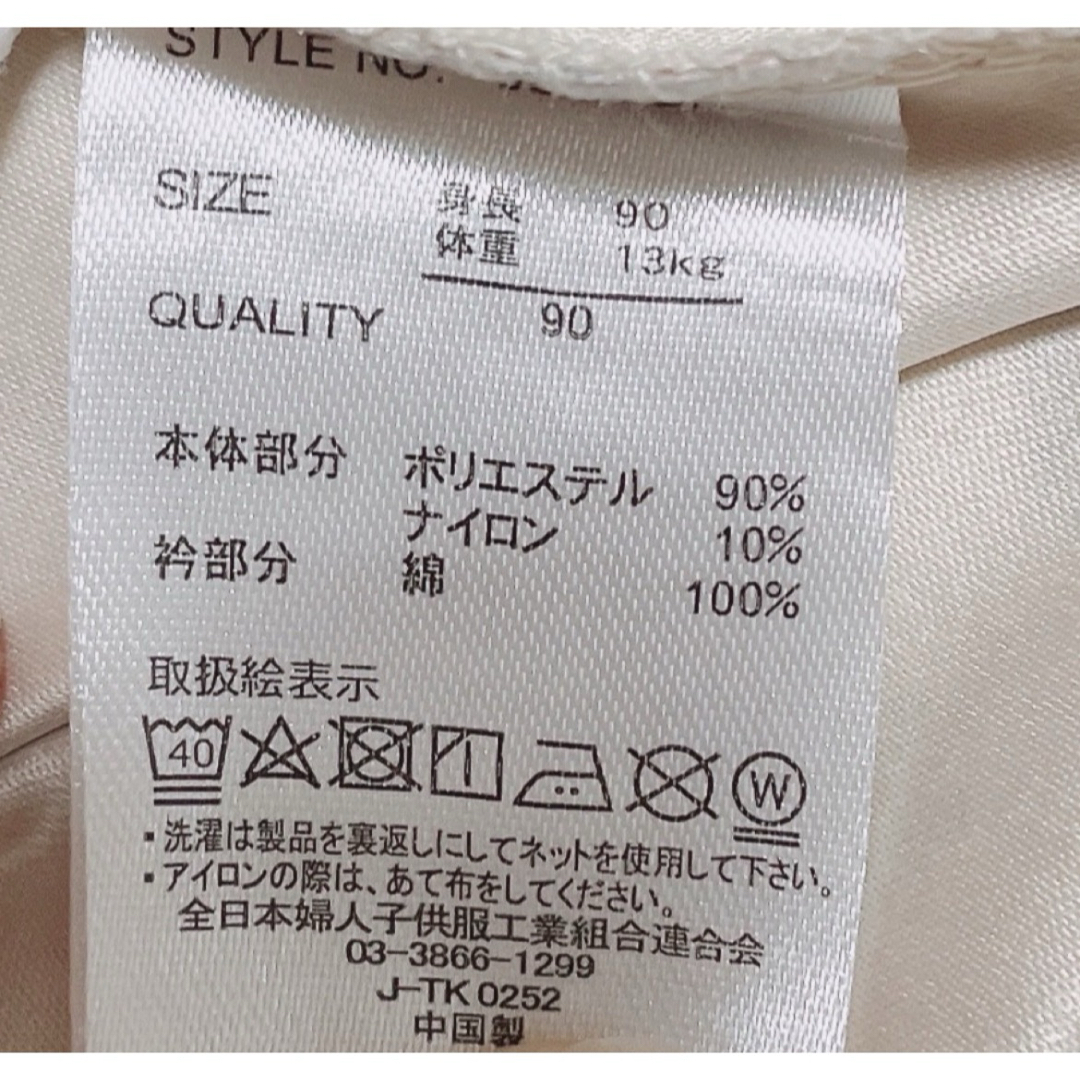 STYLE NO.
SIZE 身長 90
体重 13kg
QUALITY 90
本体部分 ポリエステル 90%
ナイロン 10%
衿部分 綿 100%
取扱絵表示
40 W
・洗濯は製品を裏返しにしてネットを使用して下さい。
・アイロンの際は、あて布をしてください。
全日本婦人子供服工業組合連合会
03-3866-1299
J-TK 0252
中国製